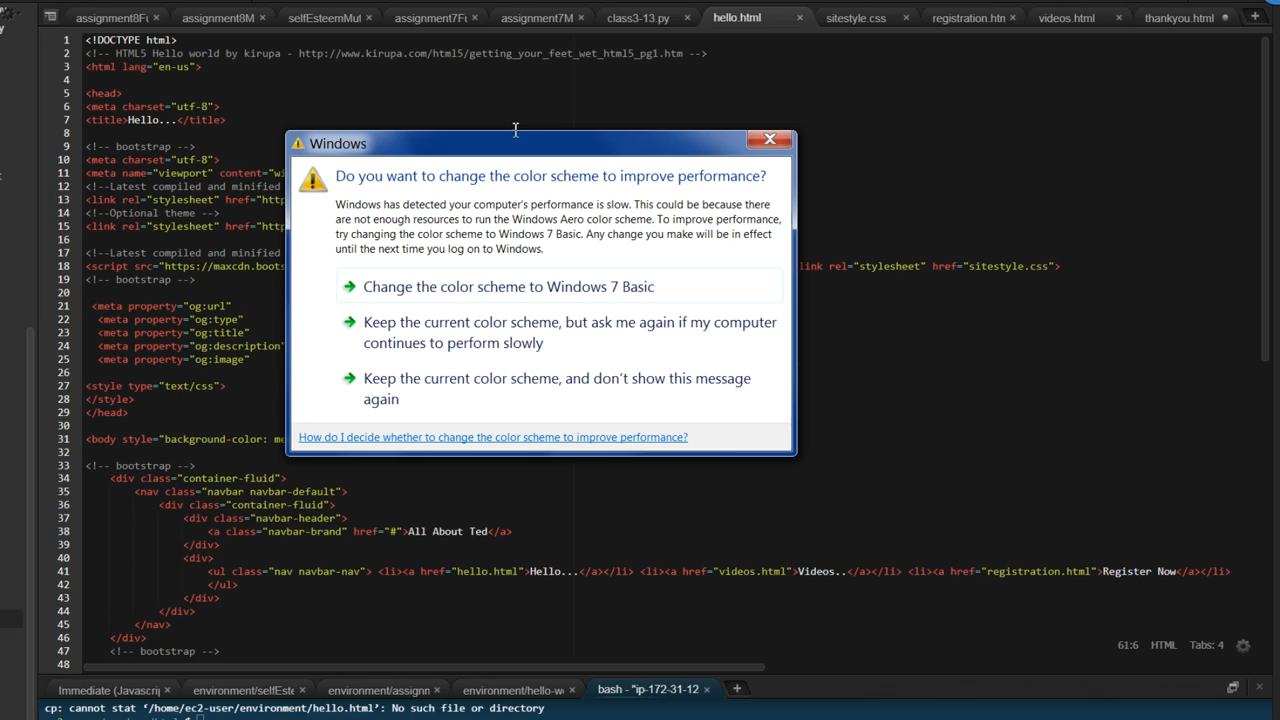 assignment8Fu
assignment8M
selfEsteemMul
assignment7Fu
assignment7M
class3-13.py
hello.html
sitestyle.css
registration.htm
videos.html
thankyou.html
1 <!DOCTYPE html>
2 <!-- HTML5 Hello world by kirupa - http://www.kirupa.com/html5/getting_your_feet_wet_html5_pg1.htm -->
3 <html lang="en-us">
4
5 <head>
6 <meta charset="utf-8">
7 <title>Hello...</title>
8
9 <!-- bootstrap -->
10 <meta charset="utf-8">
11 <meta name="viewport" content="wi
12 <!--Latest compiled and minified
13 <link rel="stylesheet" href="http
14 <!--Optional theme -->
15 <link rel="stylesheet" href="http
16
17 <!--Latest compiled and minified
18 <script src="https://maxcdn.boots link rel="stylesheet" href="sitestyle.css">
19 <!-- bootstrap -->
20
21 <meta property="og:url"
22 <meta property="og:type"
23 <meta property="og:title"
24 <meta property="og:description"
25 <meta property="og:image"
26
27 <style type="text/css">
28 </style>
29 </head>
30
31 <body style="background-color: me
32
33 <!-- bootstrap -->
34 <div class="container-fluid">
35 <nav class="navbar navbar-default">
36 <div class="container-fluid">
37 <div class="navbar-header">
38 <a class="navbar-brand" href="#">All About Ted</a>
39 </div>
40 <div>
41 <ul class="nav navbar-nav"> <li><a href="hello.html">Hello...</a></li> <li><a href="videos.html">Videos..</a></li> <li><a href="registration.html">Register Now</a></li>
42 </ul>
43 </div>
44 </div>
45 </nav>
46 </div>
47 <!-- bootstrap -->
48
Windows
Do you want to change the color scheme to improve performance?
Windows has detected your computer's performance is slow. This could be because there
are not enough resources to run the Windows Aero color scheme. To improve performance,
try changing the color scheme to Windows 7 Basic. Any change you make will be in effect
until the next time you log on to Windows.
Change the color scheme to Windows 7 Basic
Keep the current color scheme, but ask me again if my computer
continues to perform slowly
Keep the current color scheme, and don't show this message
again
How do I decide whether to change the color scheme to improve performance?
61:6 HTML Tabs: 4
Immediate (Javascri
environment/selfEste
environment/assignm
environment/hello-wo
bash - "ip-172-31-12
cp: cannot stat ‘/home/ec2-user/environment/hello.html’: No such file or directory